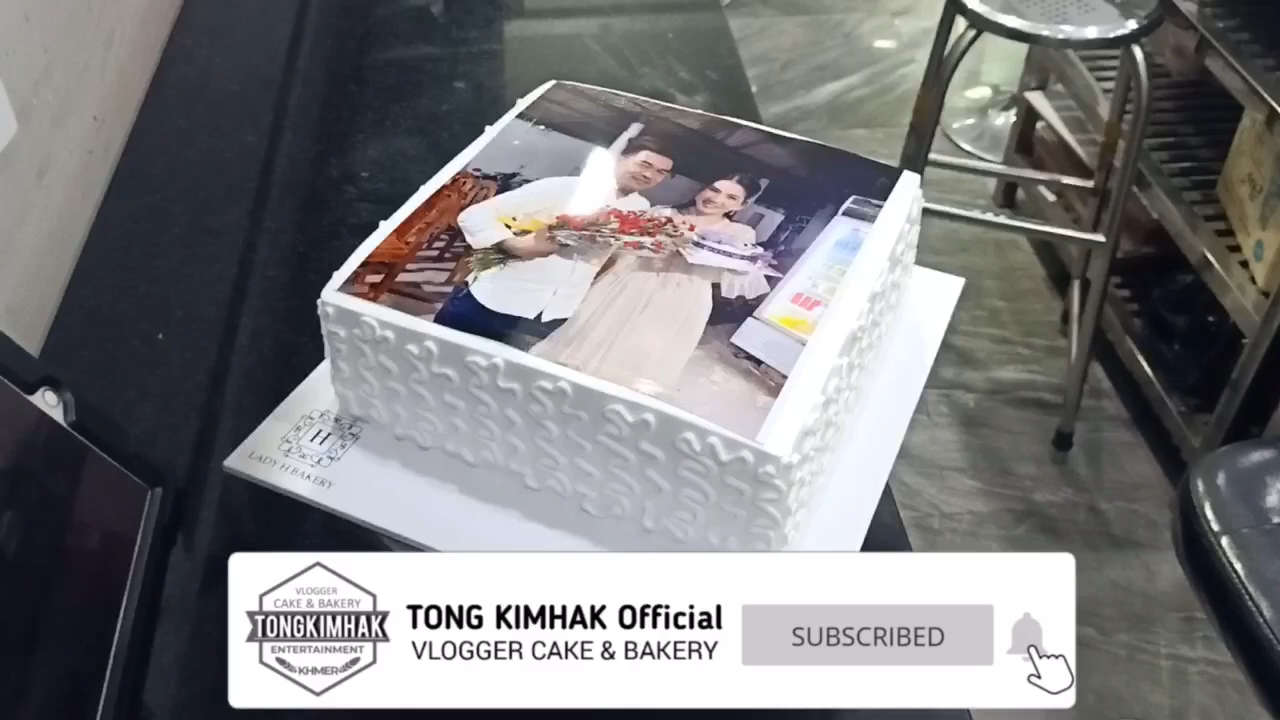 H
LADY H BAKERY
VLOGGER
CAKE & BAKERY
TONGKIMHAK
ENTERTAINMENT
KHMER
TONG KIMHAK Official
VLOGGER CAKE & BAKERY
SUBSCRIBED